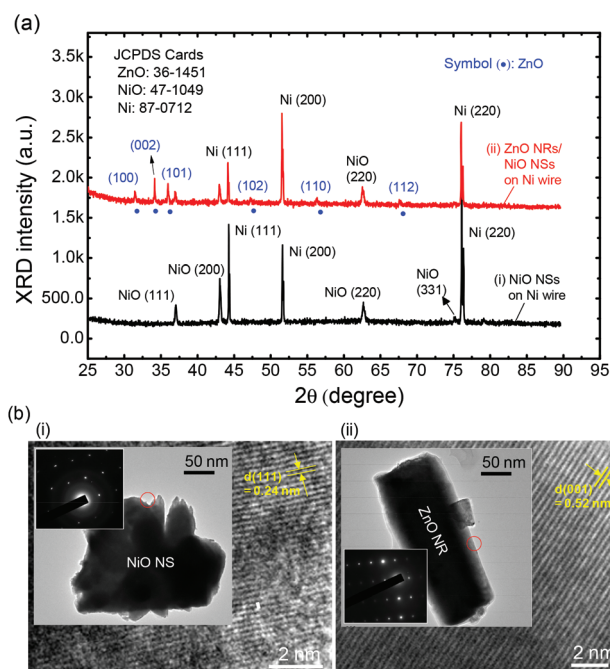 (a)
3.5k
3.0k
2.5k
2.0k
1.5k
1.0k
500.0
0.0
XRD intensity (a.u.)
JCPDS Cards
ZnO: 36-1451
NiO: 47-1049
Ni: 87-0712
Symbol (•): ZnO
(100)
(002)
(101)
Ni (111)
(102)
Ni (200)
(110)
NiO
(220)
(112)
Ni (220)
(ii) ZnO NRs/
NiO NSs
on Ni wire
NiO (111)
NiO (200)
Ni (111)
Ni (200)
NiO (220)
NiO
(331)
Ni (220)
(i) NiO NSs
on Ni wire
25 30 35 40 45 50 55 60 65 70 75 80 85 90 95
2θ (degree)
(b)
(i)
50 nm
NiO NS
d(111)
= 0.24 nm
2 nm
(ii)
50 nm
ZnO NR
d(001)
= 0.52 nm
2 nm